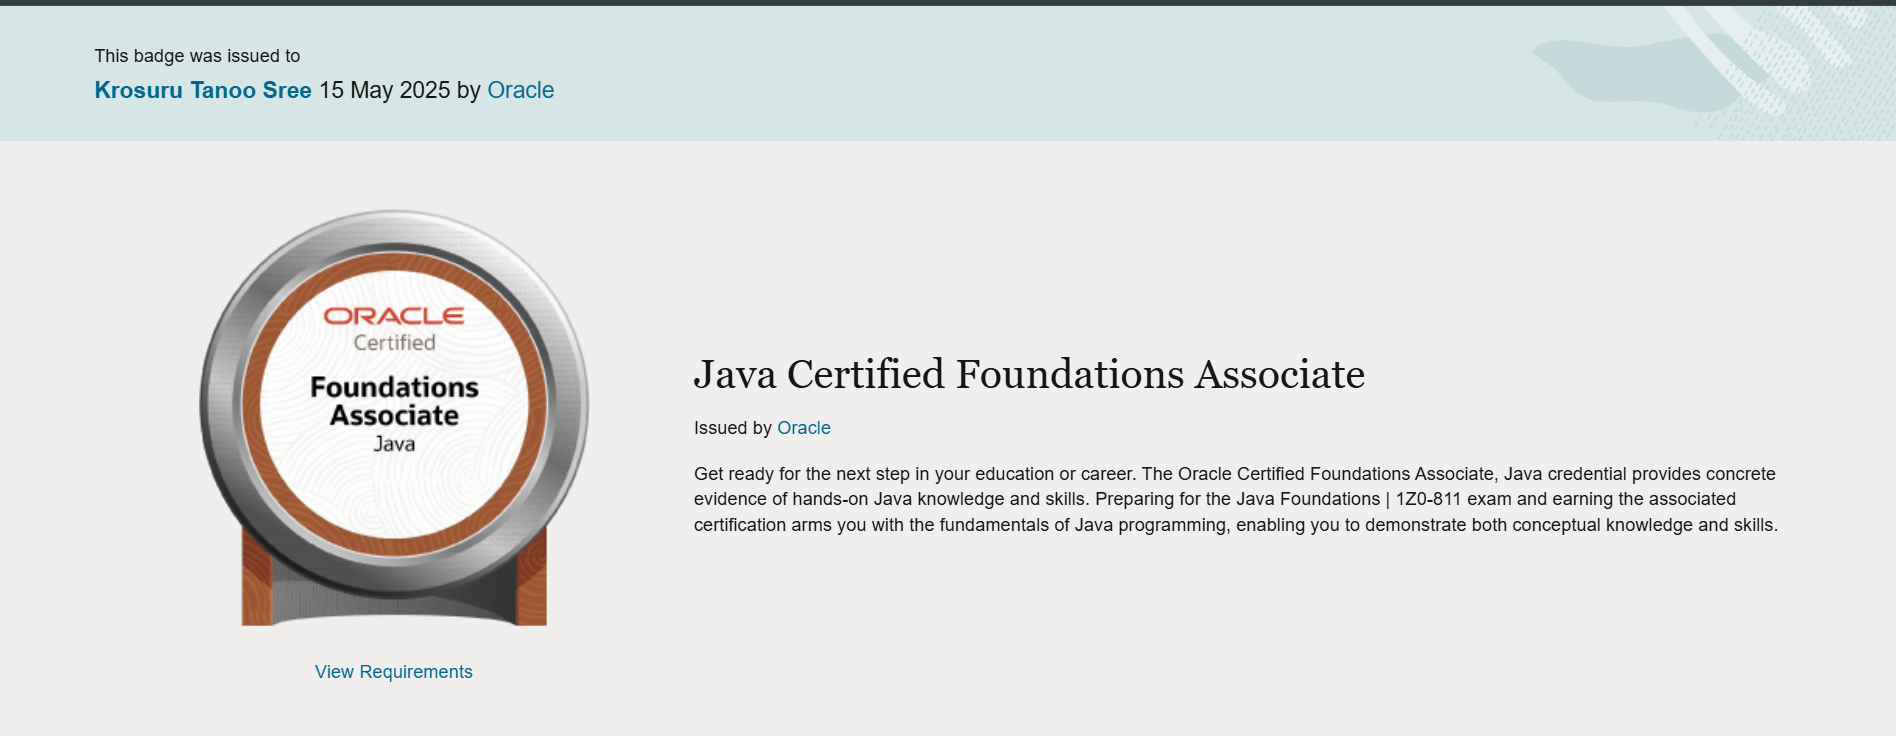 This badge was issued to
Krosuru Tanoo Sree 15 May 2025 by Oracle
ORACLE
Certified
Foundations
Associate
Java
View Requirements
Java Certified Foundations Associate
Issued by Oracle
Get ready for the next step in your education or career. The Oracle Certified Foundations Associate, Java credential provides concrete
evidence of hands-on Java knowledge and skills. Preparing for the Java Foundations | 1Z0-811 exam and earning the associated
certification arms you with the fundamentals of Java programming, enabling you to demonstrate both conceptual knowledge and skills.